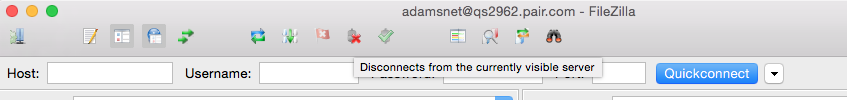 adamsnet@qs2962.pair.com - FileZilla
Disconnects from the currently visible server
Host: Username: Quickconnect